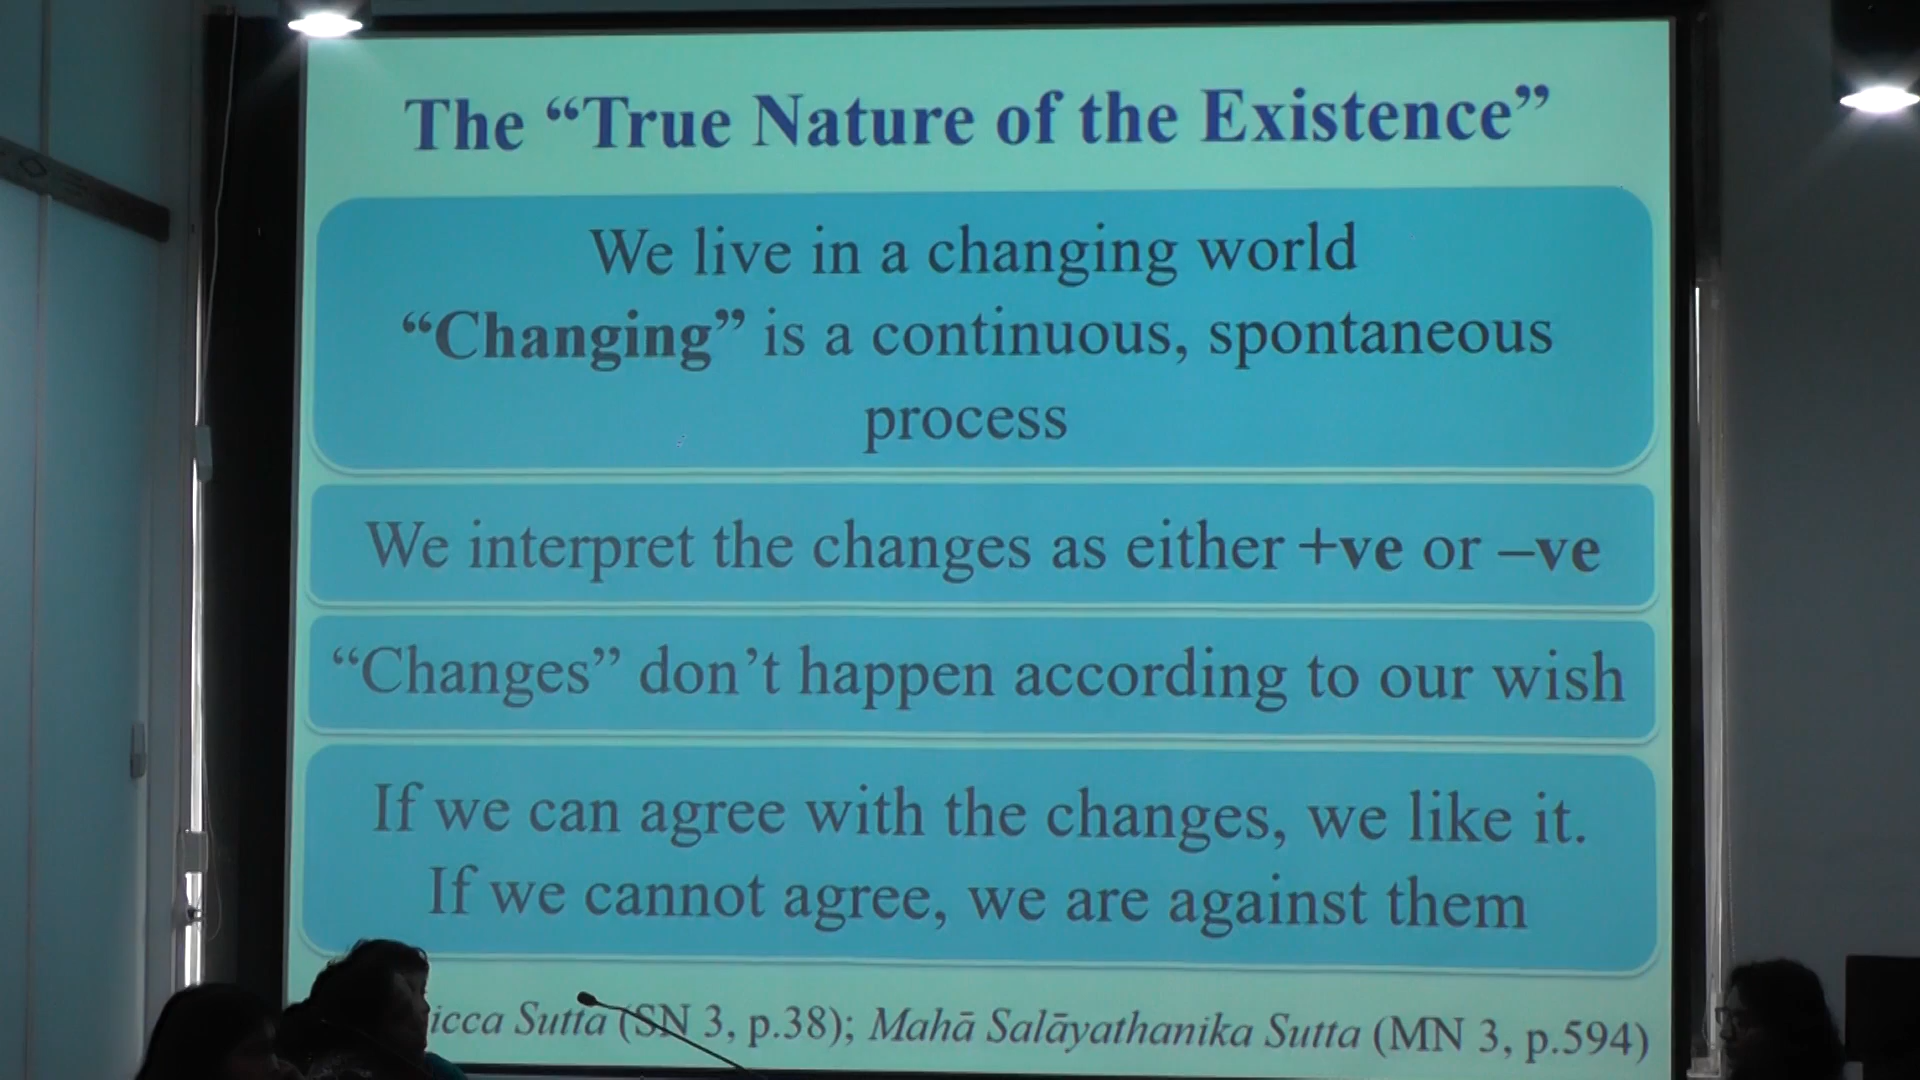 The “True Nature of the Existence”
We live in a changing world
“Changing” is a continuous, spontaneous
process
We interpret the changes as either +ve or –ve
“Changes” don’t happen according to our wish
If we can agree with the changes, we like it.
If we cannot agree, we are against them
Sutta (SN 3, p.38); Mahā Salāyathanika Sutta (MN 3, p.594)